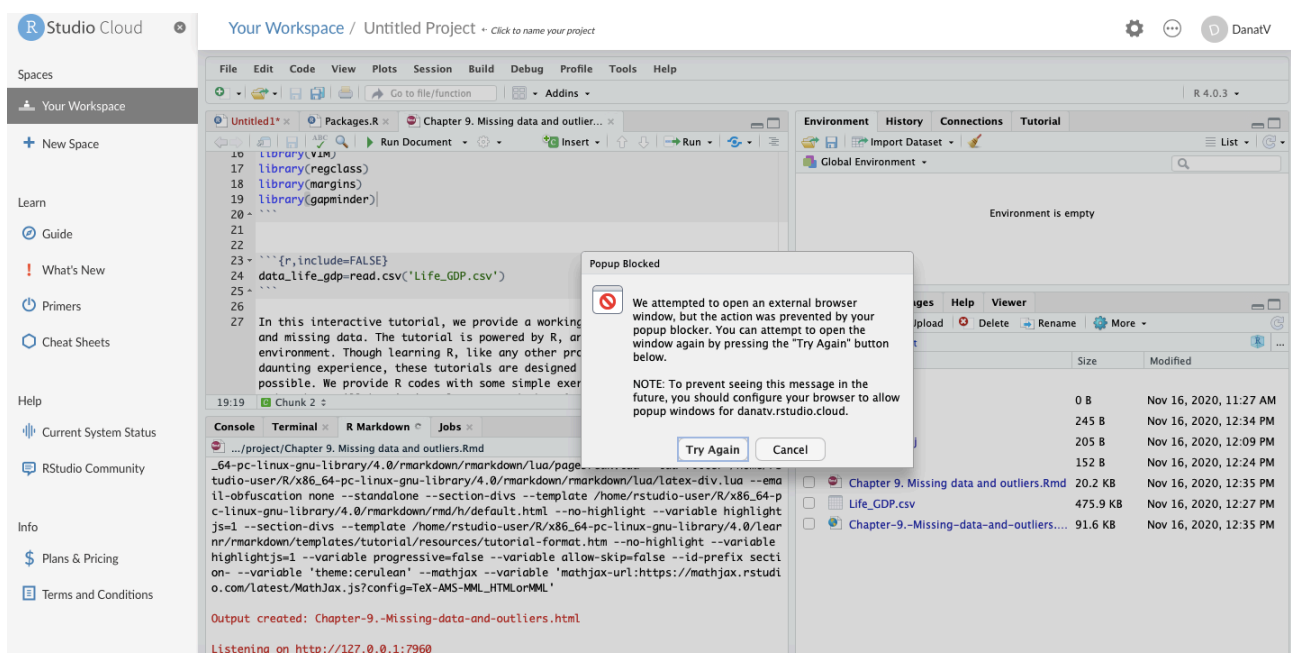 R Studio Cloud
Your Workspace / Untitled Project ← Click to name your project
D DanatV
Spaces
Your Workspace
New Space
Learn
Guide
What's New
Primers
Cheat Sheets
Help
Current System Status
RStudio Community
Info
Plans & Pricing
Terms and Conditions
File Edit Code View Plots Session Build Debug Profile Tools Help
Go to file/function Addins R 4.0.3
Untitled1* Packages.R Chapter 9. Missing data and outlier...
ABC Run Document Insert Run
16 library(VIM)
17 library(regclass)
18 library(margins)
19 library(gapminder)
20 ```
21
22
23 ```{r,include=FALSE}
24 data_life_gdp=read.csv('Life_GDP.csv')
25 ```
26
27 In this interactive tutorial, we provide a working
and missing data. The tutorial is powered by R, an
environment. Though learning R, like any other pro
daunting experience, these tutorials are designed
possible. We provide R codes with some simple exer
19:19 C Chunk 2
Console Terminal R Markdown Jobs
.../project/Chapter 9. Missing data and outliers.Rmd
tudio-user/R/x86_64-pc-linux-gnu-library/4.0/rmarkdown/rmarkdown/lua/latex-div.lua --ema
il-obfuscation none --standalone --section-divs --template /home/rstudio-user/R/x86_64-p
c-linux-gnu-library/4.0/rmarkdown/rmd/h/default.html --no-highlight --variable highlight
js=1 --section-divs --template /home/rstudio-user/R/x86_64-pc-linux-gnu-library/4.0/lear
nr/rmarkdown/templates/tutorial/resources/tutorial-format.htm --no-highlight --variable
highlightjs=1 --variable progressive=false --variable allow-skip=false --id-prefix secti
on- --variable 'theme:cerulean' --mathjax --variable 'mathjax-url:https://mathjax.rstudi
o.com/latest/MathJax.js?config=TeX-AMS-MML_HTMLorMML'
Output created: Chapter-9.-Missing-data-and-outliers.html
Listening on http://127.0.0.1:7960
Environment History Connections Tutorial
Import Dataset List
Global Environment
Environment is empty
Popup Blocked
We attempted to open an external browser
window, but the action was prevented by your
popup blocker. You can attempt to open the
window again by pressing the "Try Again" button
below.
NOTE: To prevent seeing this message in the
future, you should configure your browser to allow
popup windows for danatv.rstudio.cloud.
Try Again Cancel
Help Viewer
Delete Rename More
R ...
Size Modified
0 B Nov 16, 2020, 11:27 AM
245 B Nov 16, 2020, 12:34 PM
205 B Nov 16, 2020, 12:09 PM
152 B Nov 16, 2020, 12:24 PM
Chapter 9. Missing data and outliers.Rmd 20.2 KB Nov 16, 2020, 12:35 PM
Life_GDP.csv 475.9 KB Nov 16, 2020, 12:27 PM
Chapter-9.-Missing-data-and-outliers.... 91.6 KB Nov 16, 2020, 12:35 PM